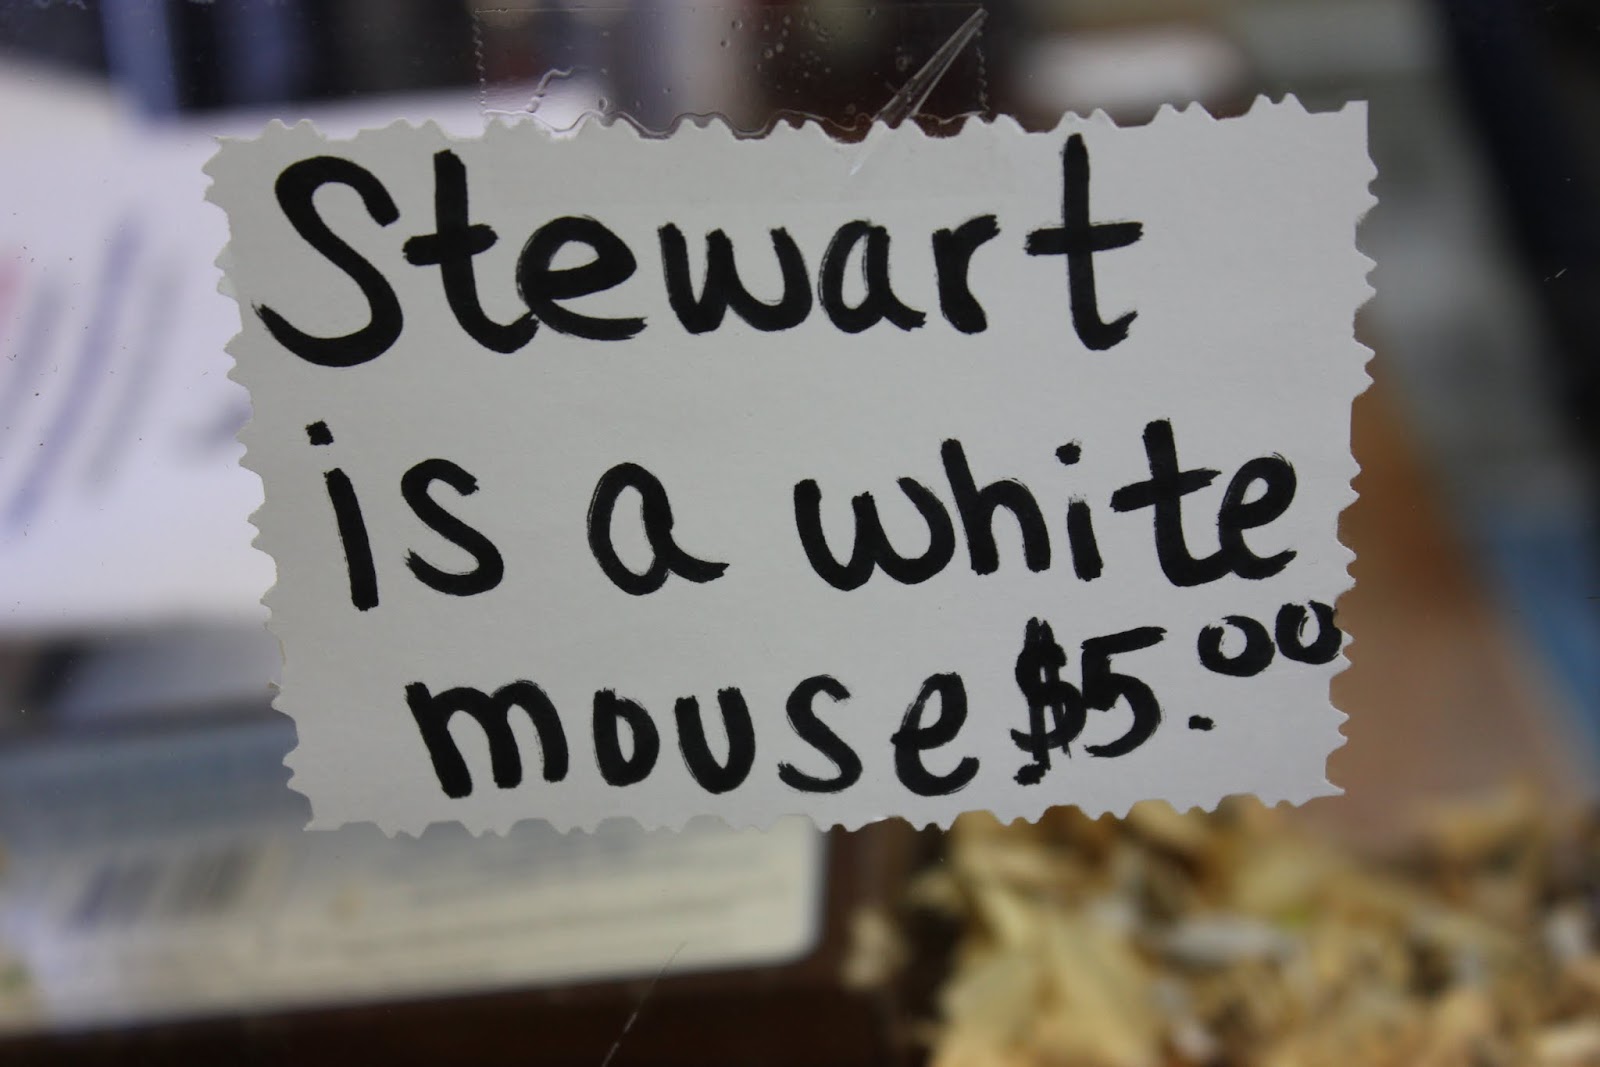 Stewart
is a white
mouse $5.00